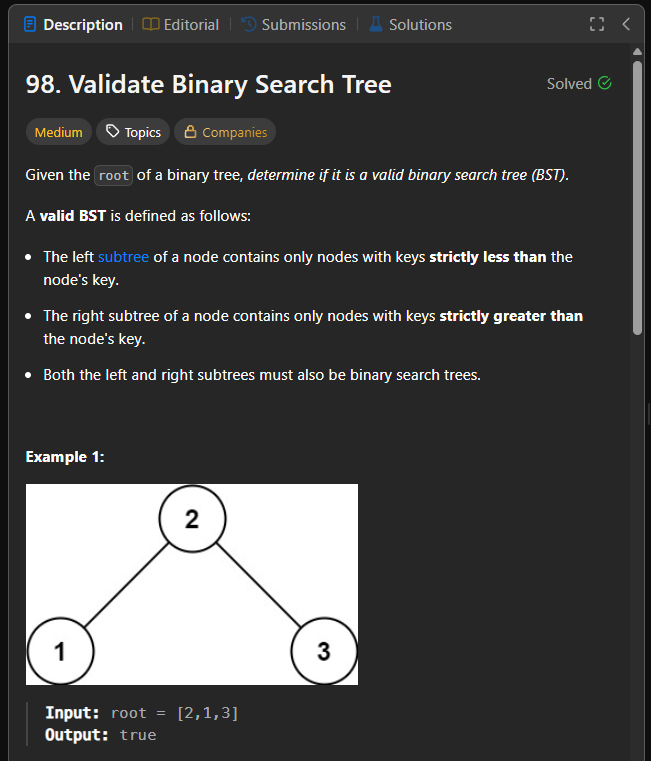 Description Editorial Submissions Solutions
98. Validate Binary Search Tree
Solved
Medium Topics Companies
Given the root of a binary tree, determine if it is a valid binary search tree (BST).
A valid BST is defined as follows:
• The left subtree of a node contains only nodes with keys strictly less than the
node's key.
• The right subtree of a node contains only nodes with keys strictly greater than
the node's key.
• Both the left and right subtrees must also be binary search trees.
Example 1:
2
1 3
Input: root = [2,1,3]
Output: true